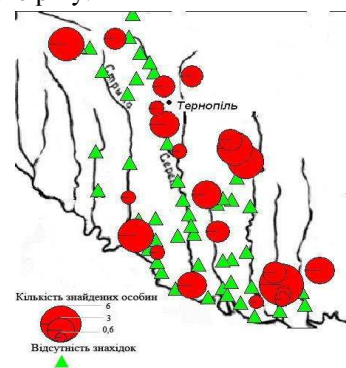 Стрипа
Тернопіль
Серет
Кількість знайдених особин
6
3
0,6
Відсутність знахідок